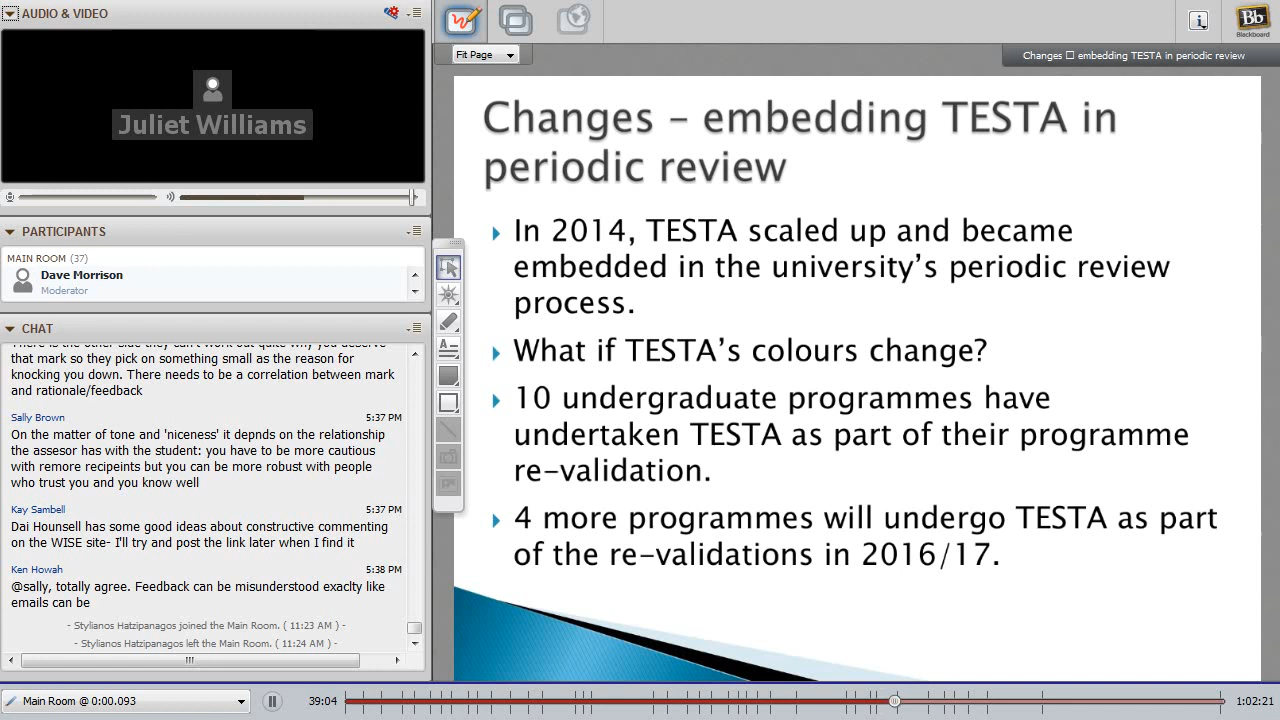 AUDIO & VIDEO
Juliet Williams
PARTICIPANTS
MAIN ROOM (37)
Dave Morrison
Moderator
CHAT
that mark so they pick on something small as the reason for
knocking you down. There needs to be a correlation between mark
and rationale/feedback
Sally Brown 5:37 PM
On the matter of tone and 'niceness' it depnds on the relationship
the assesor has with the student: you have to be more cautious
with remore recipeints but you can be more robust with people
who trust you and you know well
Kay Sambell 5:37 PM
Dai Hounsell has some good ideas about constructive commenting
on the WISE site- I'll try and post the link later when I find it
Ken Howah 5:38 PM
@sally, totally agree. Feedback can be misunderstood exaclty like
emails can be
- Stylianos Hatzipanagos joined the Main Room. ( 11:23 AM ) -
- Stylianos Hatzipanagos left the Main Room. ( 11:24 AM ) -
Main Room @ 0:00.093
Fit Page
Changes □ embedding TESTA in periodic review
Bb
Blackboard
Changes – embedding TESTA in
periodic review
In 2014, TESTA scaled up and became
embedded in the university's periodic review
process.
What if TESTA's colours change?
10 undergraduate programmes have
undertaken TESTA as part of their programme
re-validation.
4 more programmes will undergo TESTA as part
of the re-validations in 2016/17.
39:04
1:02:21